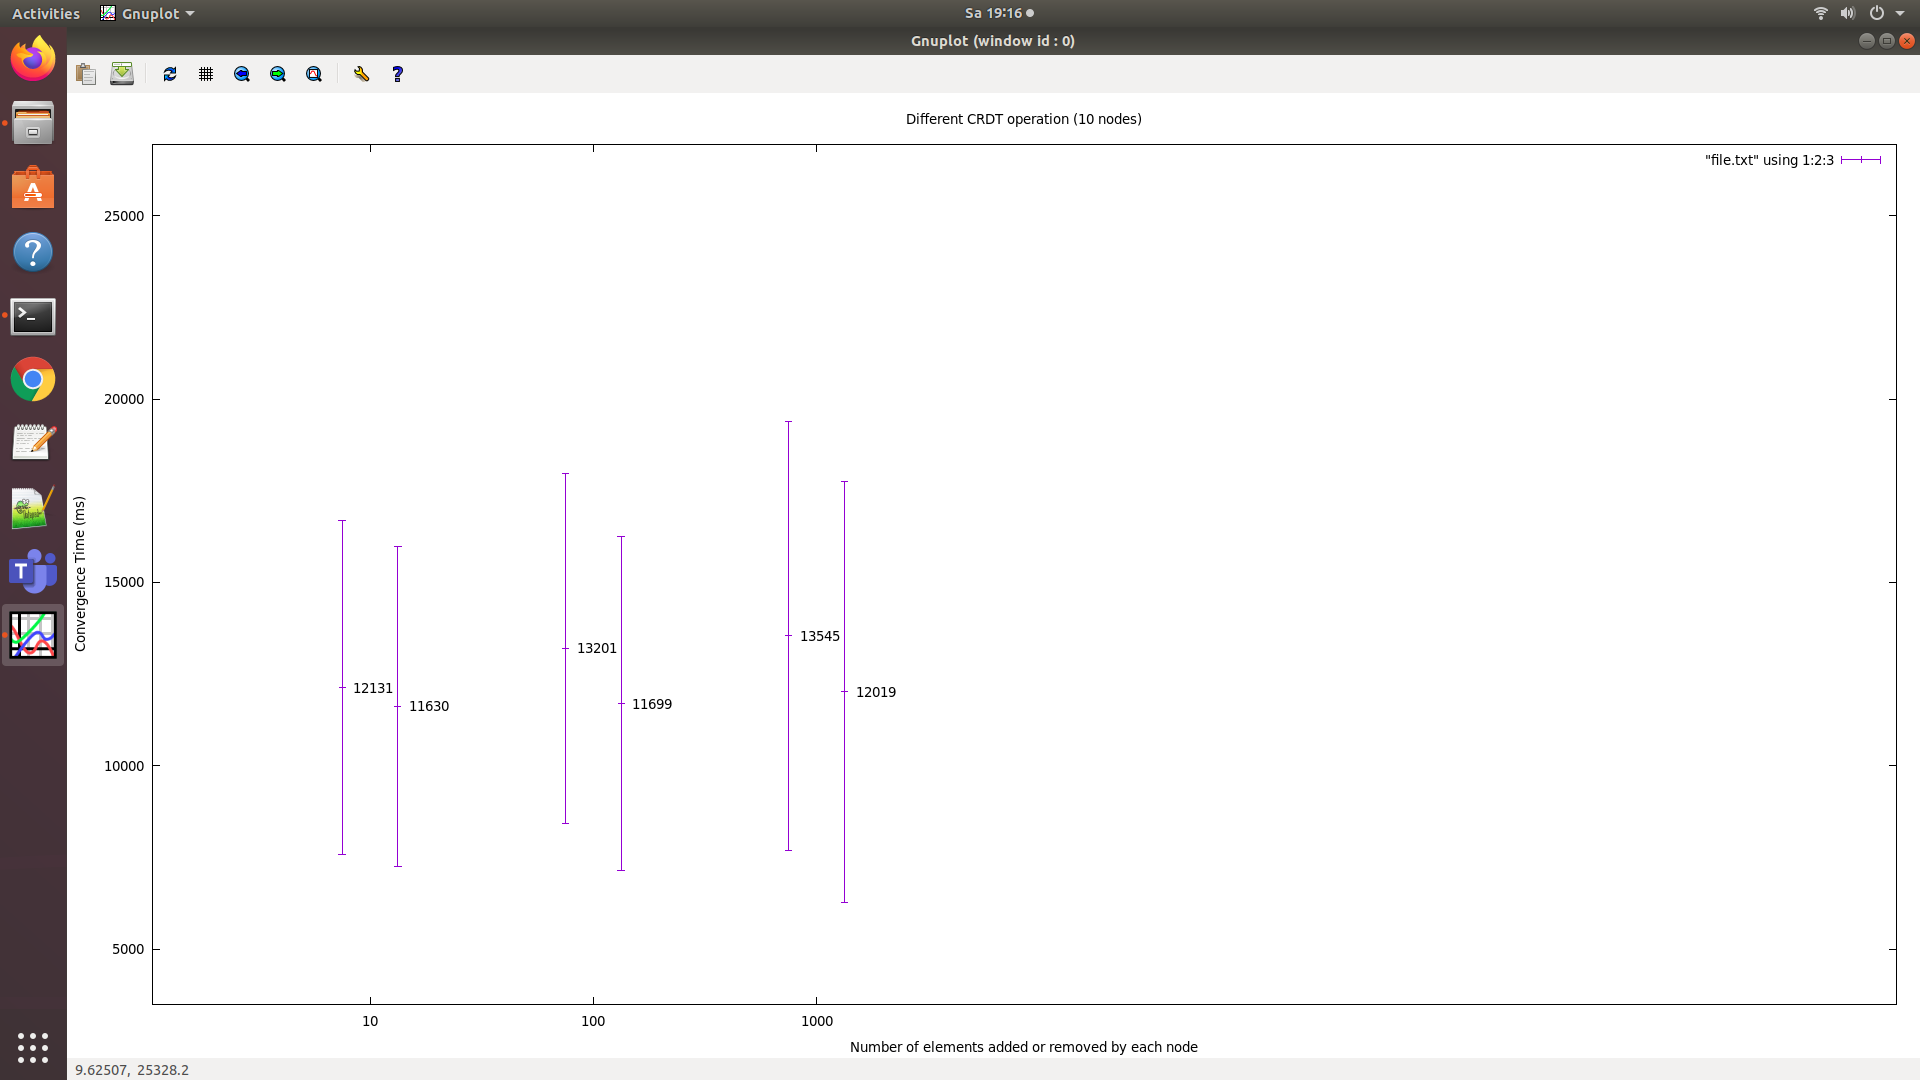 Activities
Gnuplot
Sa 19:16
Gnuplot (window id : 0)
Different CRDT operation (10 nodes)
"file.txt" using 1:2:3
25000
20000
15000
10000
5000
Convergence Time (ms)
12131
11630
13201
11699
13545
12019
10
100
1000
Number of elements added or removed by each node
9.62507, 25328.2